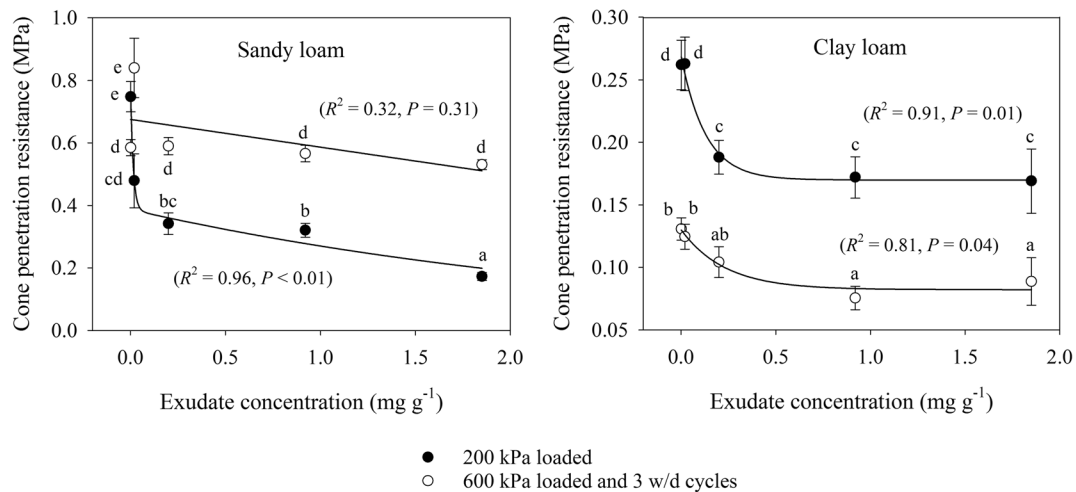 Sandy loam
Cone penetration resistance (MPa)
1.0
0.8
0.6
0.4
0.2
0.0
e
e
d
cd
d
bc
d
b
d
a
(R² = 0.32, P = 0.31)
(R² = 0.96, P < 0.01)
0.0 0.5 1.0 1.5 2.0
Exudate concentration (mg g⁻¹)
Clay loam
Cone penetration resistance (MPa)
0.30
0.25
0.20
0.15
0.10
0.05
d d
c
c
c
b b
ab
a
a
(R² = 0.91, P = 0.01)
(R² = 0.81, P = 0.04)
0.0 0.5 1.0 1.5 2.0
Exudate concentration (mg g⁻¹)
200 kPa loaded
600 kPa loaded and 3 w/d cycles